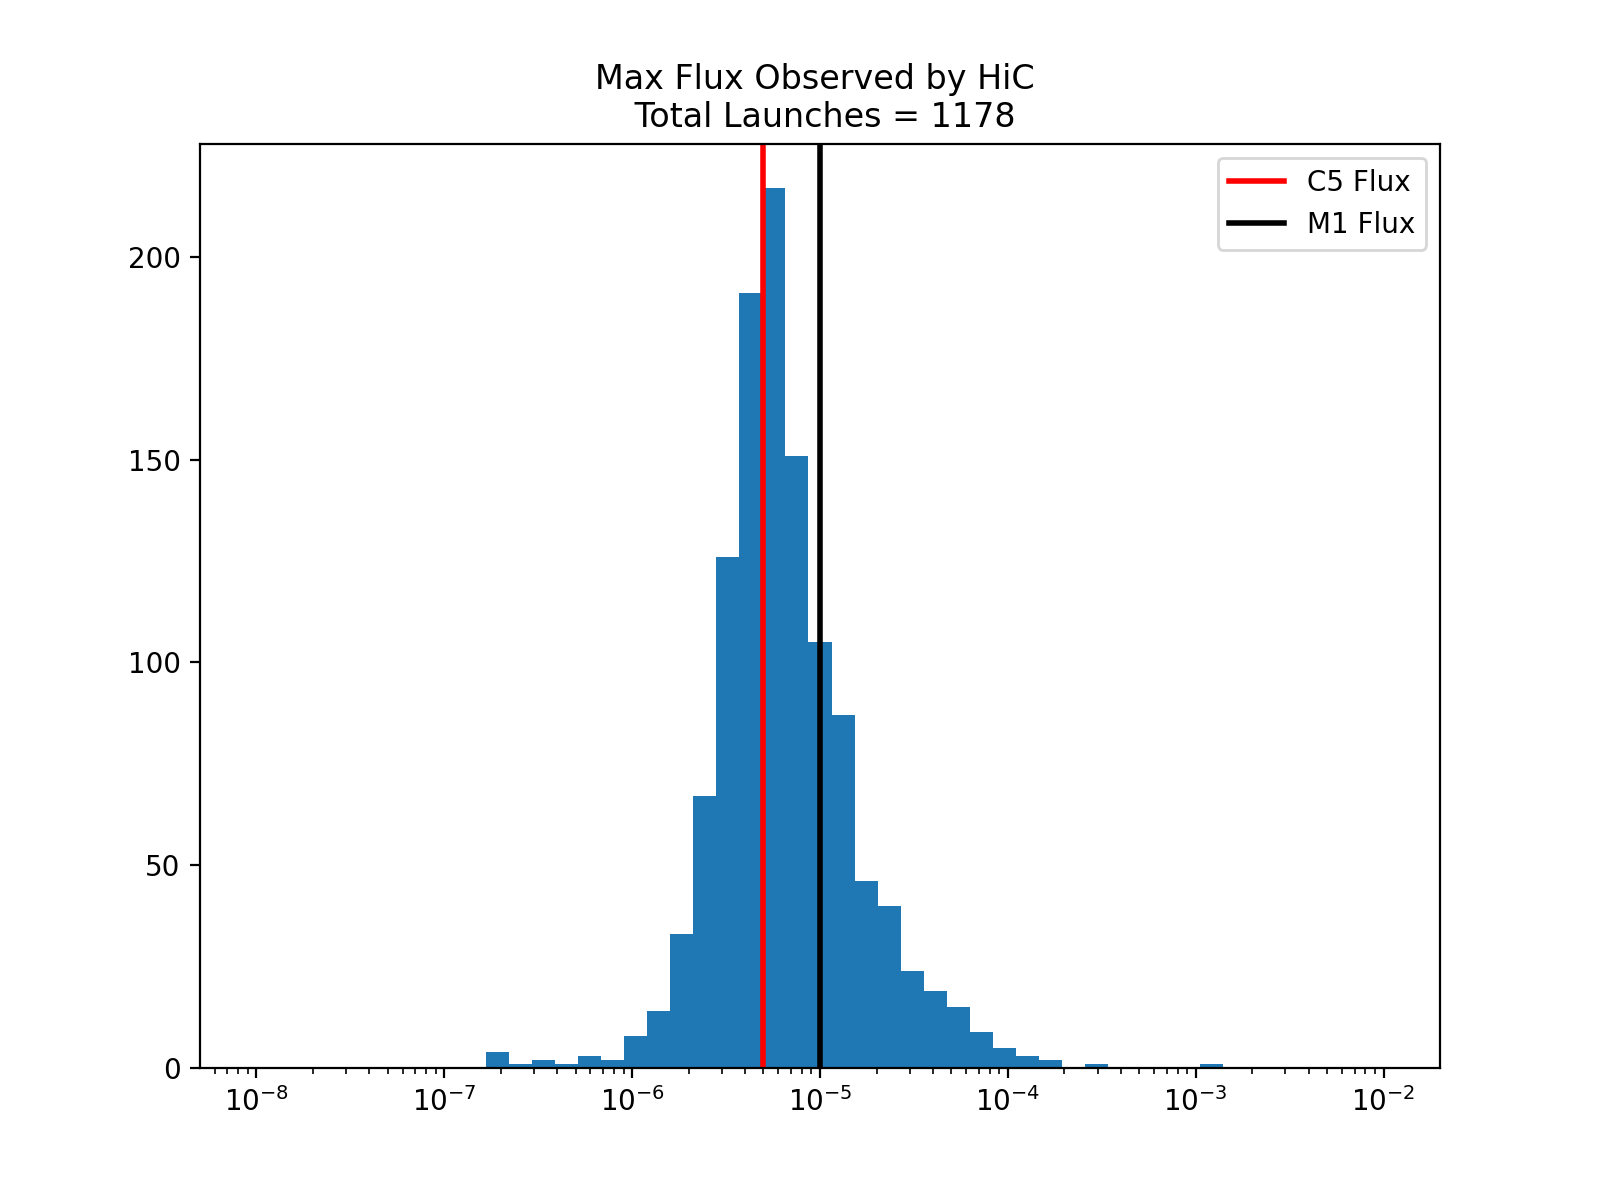 Max Flux Observed by HiC
Total Launches = 1178
C5 Flux
M1 Flux
200
150
100
50
0
10⁻⁸ 10⁻⁷ 10⁻⁶ 10⁻⁵ 10⁻⁴ 10⁻³ 10⁻²